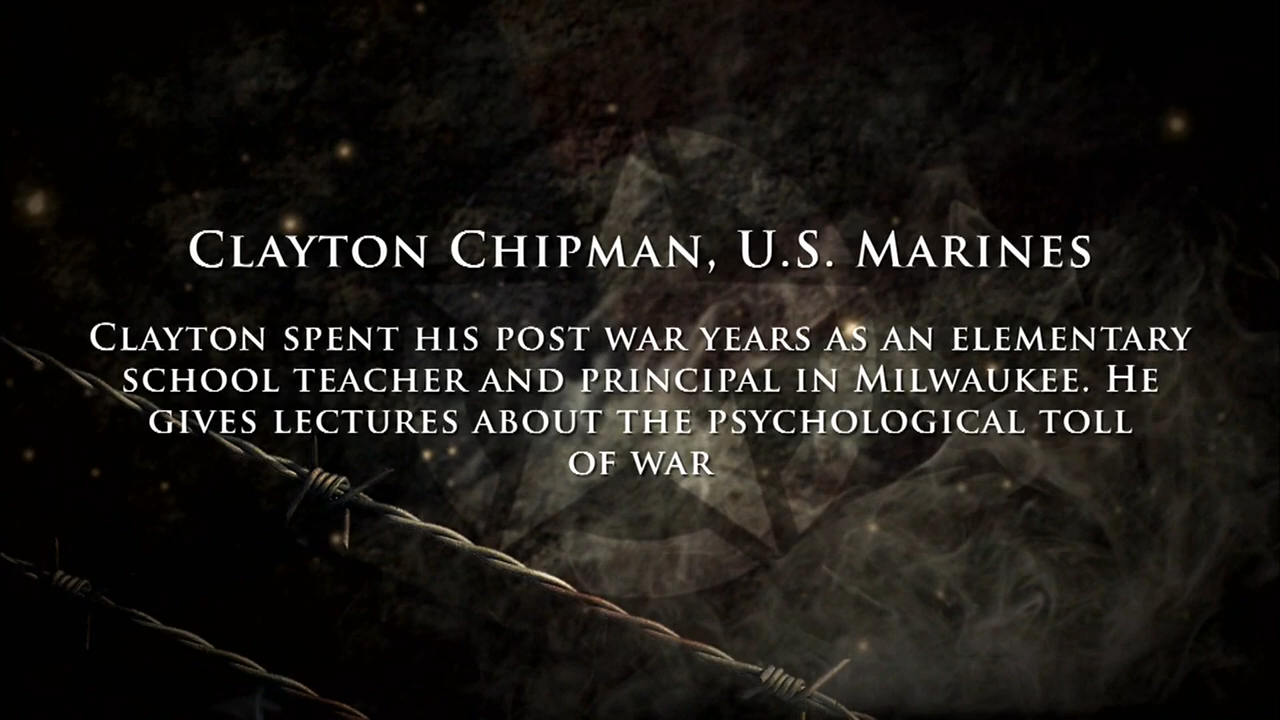 Clayton Chipman, U.S. Marines
Clayton spent his post war years as an elementary
school teacher and principal in Milwaukee. He
gives lectures about the psychological toll
of war